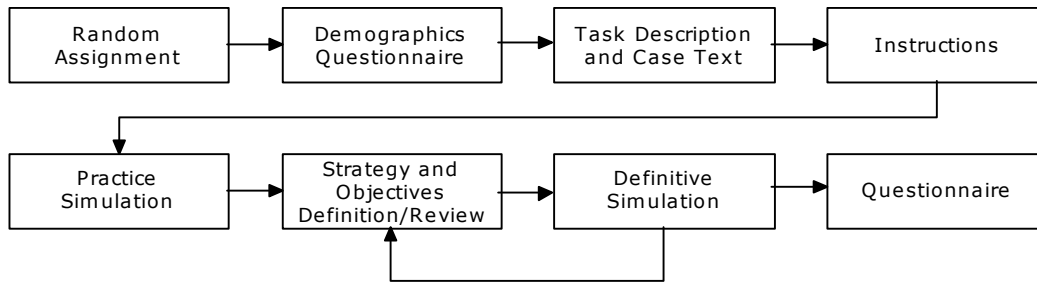 Random
Assignment
Demographics
Questionnaire
Task Description
and Case Text
Instructions
Practice
Simulation
Strategy and
Objectives
Definition/Review
Definitive
Simulation
Questionnaire